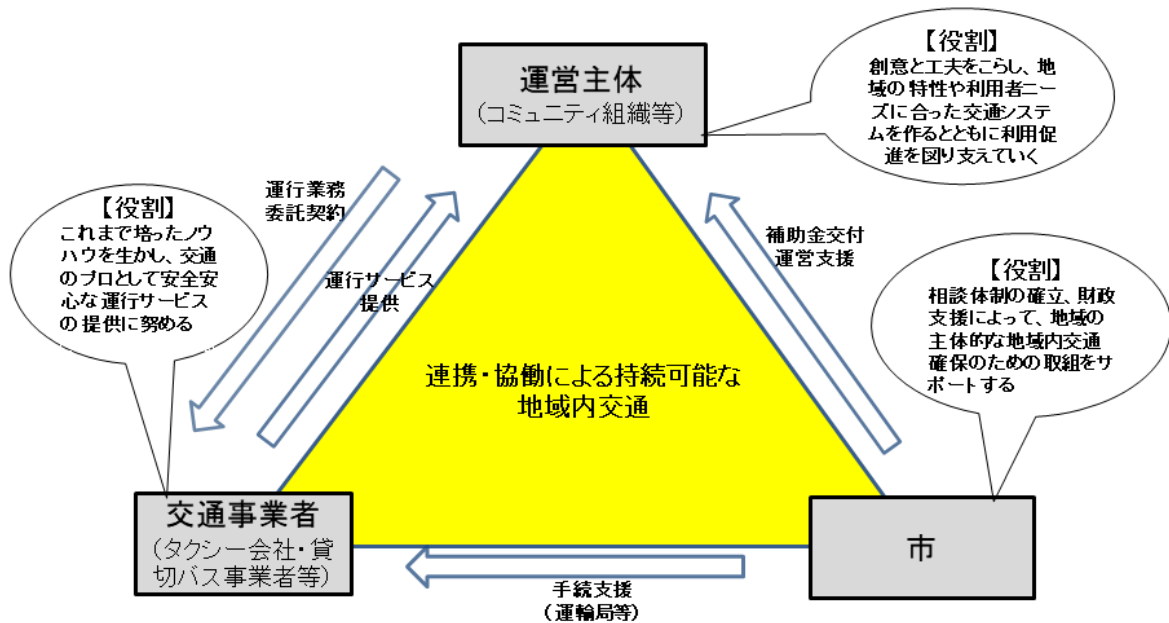 運営主体
(コミュニティ組織等)
【役割】
創意と工夫をこらし、地
域の特性や利用者ニー
ズに合った交通システ
ムを作るとともに利用促
進を図り支えていく
運行業務
委託契約
【役割】
これまで培ったノウ
ハウを生かし、交通
のプロとして安全安
心な運行サービス
の提供に努める
運行サービス
提供
補助金交付
運営支援
【役割】
相談体制の確立、財政
支援によって、地域の
主体的な地域内交通
確保のための取組をサ
ポートする
連携・協働による持続可能な
地域内交通
交通事業者
(タクシー会社・貸
切バス事業者等)
市
手続支援
(運輸局等)